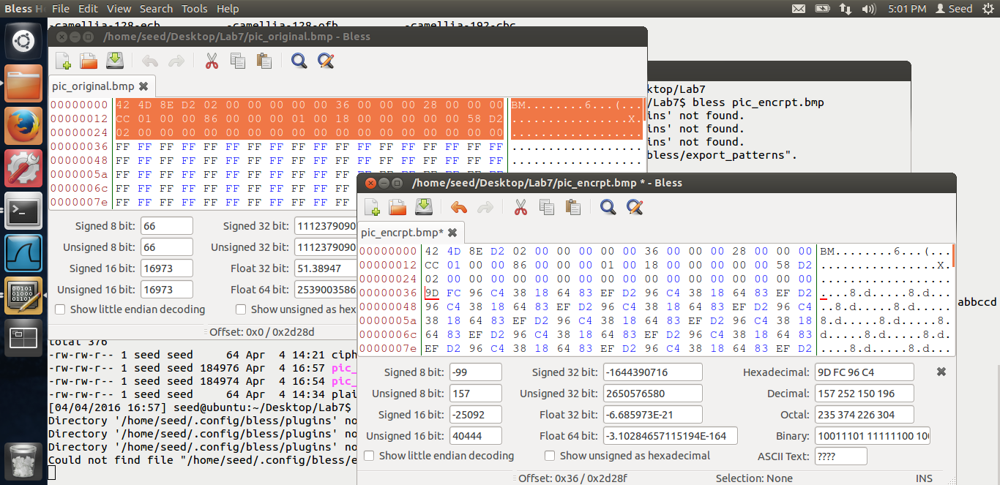 Bless H File Edit View Search Tools Help 5:01 PM Seed
-camellia-128-ecb -camellia-128-ofb -camellia-192-cbc
/home/seed/Desktop/Lab7/pic_original.bmp - Bless
pic_original.bmp
00000000 42 4D 8E D2 02 00 00 00 00 00 36 00 00 00 28 00 00 00 BM........6...(...
00000012 CC 01 00 00 86 00 00 00 01 00 18 00 00 00 00 00 58 D2 ................X.
00000024 02 00 00 00 00 00 00 00 00 00 00 00 00 00 00 00 00 00 ..................
00000036 FF FF FF FF FF FF FF FF FF FF FF FF FF FF FF FF FF FF ..................
00000048 FF FF FF FF FF FF FF FF FF FF FF FF FF FF FF FF FF FF ..................
0000005a FF FF FF FF FF FF FF FF FF FF FF
0000006c FF FF FF FF FF FF FF FF FF FF FF
0000007e FF FF FF FF FF FF FF FF FF FF FF
Signed 8 bit: 66 Signed 32 bit: 1112379090
Unsigned 8 bit: 66 Unsigned 32 bit: 1112379090
Signed 16 bit: 16973 Float 32 bit: 51.38947
Unsigned 16 bit: 16973 Float 64 bit: 2539003586
Show little endian decoding Show unsigned as hex
Offset: 0x0 / 0x2d28d
ktop/Lab7
/Lab7$ bless pic_encrpt.bmp
ins' not found.
ins' not found.
ins' not found.
bless/export_patterns".
/home/seed/Desktop/Lab7/pic_encrpt.bmp * - Bless
pic_encrpt.bmp*
00000000 42 4D 8E D2 02 00 00 00 00 00 36 00 00 00 28 00 00 00 BM........6...(...
00000012 CC 01 00 00 86 00 00 00 01 00 18 00 00 00 00 00 58 D2 ................X.
00000024 02 00 00 00 00 00 00 00 00 00 00 00 00 00 00 00 00 00 ..................
00000036 9D FC 96 C4 38 18 64 83 EF D2 96 C4 38 18 64 83 EF D2 ....8.d.....8.d...
00000048 96 C4 38 18 64 83 EF D2 96 C4 38 18 64 83 EF D2 96 C4 ..8.d.....8.d.....
0000005a 38 18 64 83 EF D2 96 C4 38 18 64 83 EF D2 96 C4 38 18 8.d.....8.d.....8.
0000006c 64 83 EF D2 96 C4 38 18 64 83 EF D2 96 C4 38 18 64 83 d.....8.d.....8.d.
0000007e EF D2 96 C4 38 18 64 83 EF D2 96 C4 38 18 64 83 EF D2 ....8.d.....8.d...
Signed 8 bit: -99 Signed 32 bit: -1644390716 Hexadecimal: 9D FC 96 C4
Unsigned 8 bit: 157 Unsigned 32 bit: 2650576580 Decimal: 157 252 150 196
Signed 16 bit: -25092 Float 32 bit: -6.685973E-21 Octal: 235 374 226 304
Unsigned 16 bit: 40444 Float 64 bit: -3.10284657115194E-164 Binary: 10011101 11111100 100
Show little endian decoding Show unsigned as hexadecimal ASCII Text: ????
Offset: 0x36 / 0x2d28f Selection: None INS
abbccd
total 376
-rw-rw-r-- 1 seed seed 64 Apr 4 14:21 ciph
-rw-rw-r-- 1 seed seed 184976 Apr 4 16:57 pic_
-rw-rw-r-- 1 seed seed 184974 Apr 4 16:54 pic_
-rw-rw-r-- 1 seed seed 64 Apr 4 14:34 plai
[04/04/2016 16:57] seed@ubuntu:~/Desktop/Lab7$
Directory '/home/seed/.config/bless/plugins' no
Directory '/home/seed/.config/bless/plugins' no
Directory '/home/seed/.config/bless/plugins' no
Could not find file "/home/seed/.config/bless/e